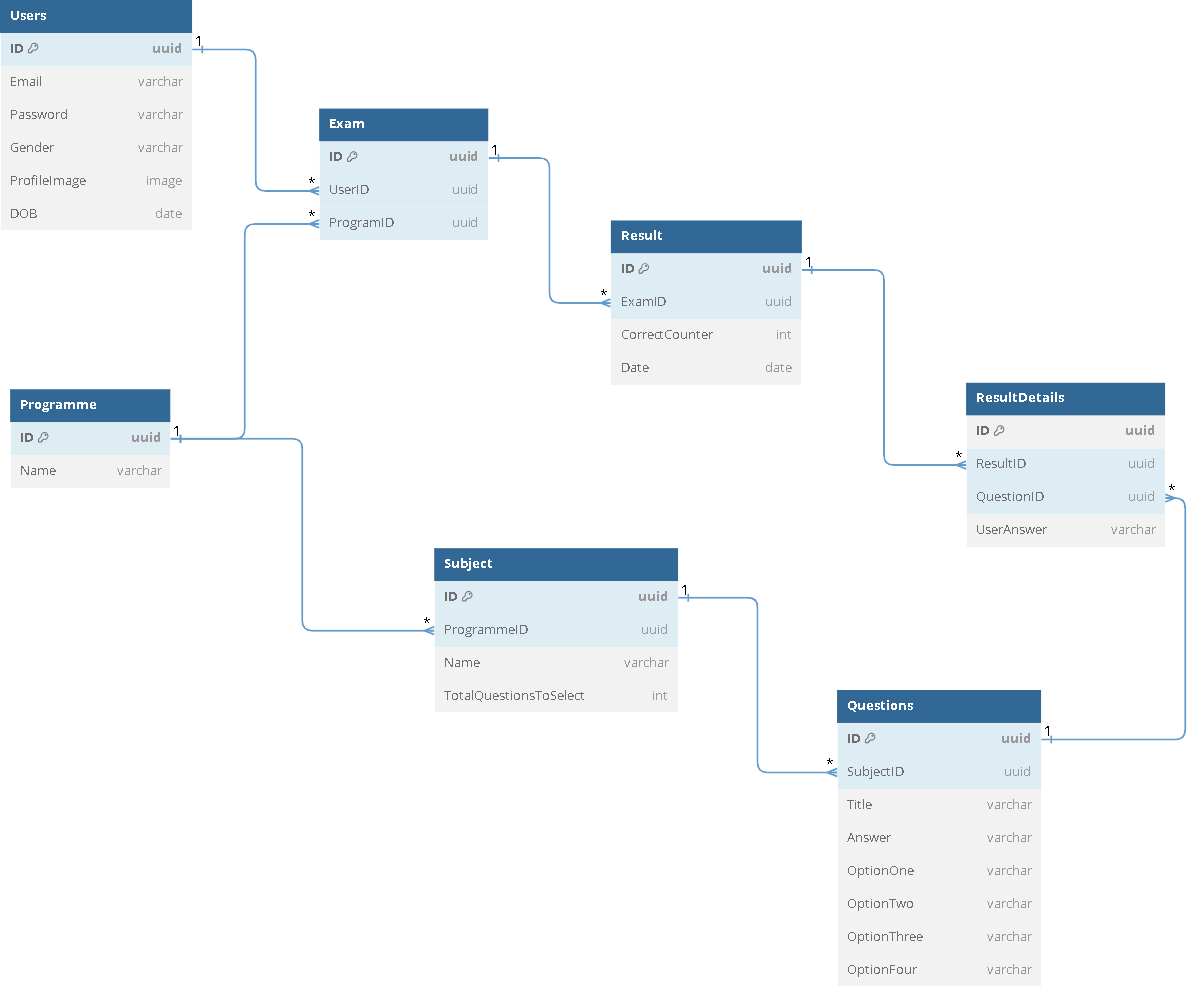 Users
ID uuid
Email varchar
Password varchar
Gender varchar
ProfileImage image
DOB date
1
Exam
ID uuid
* UserID uuid
* ProgramID uuid
1
Result
ID uuid
* ExamID uuid
CorrectCounter int
Date date
1
Programme
ID uuid
Name varchar
1
ResultDetails
ID uuid
* ResultID uuid
QuestionID uuid *
UserAnswer varchar
Subject
ID uuid
* ProgrammeID uuid
Name varchar
TotalQuestionsToSelect int
1
Questions
ID uuid
* SubjectID uuid
Title varchar
Answer varchar
OptionOne varchar
OptionTwo varchar
OptionThree varchar
OptionFour varchar
1